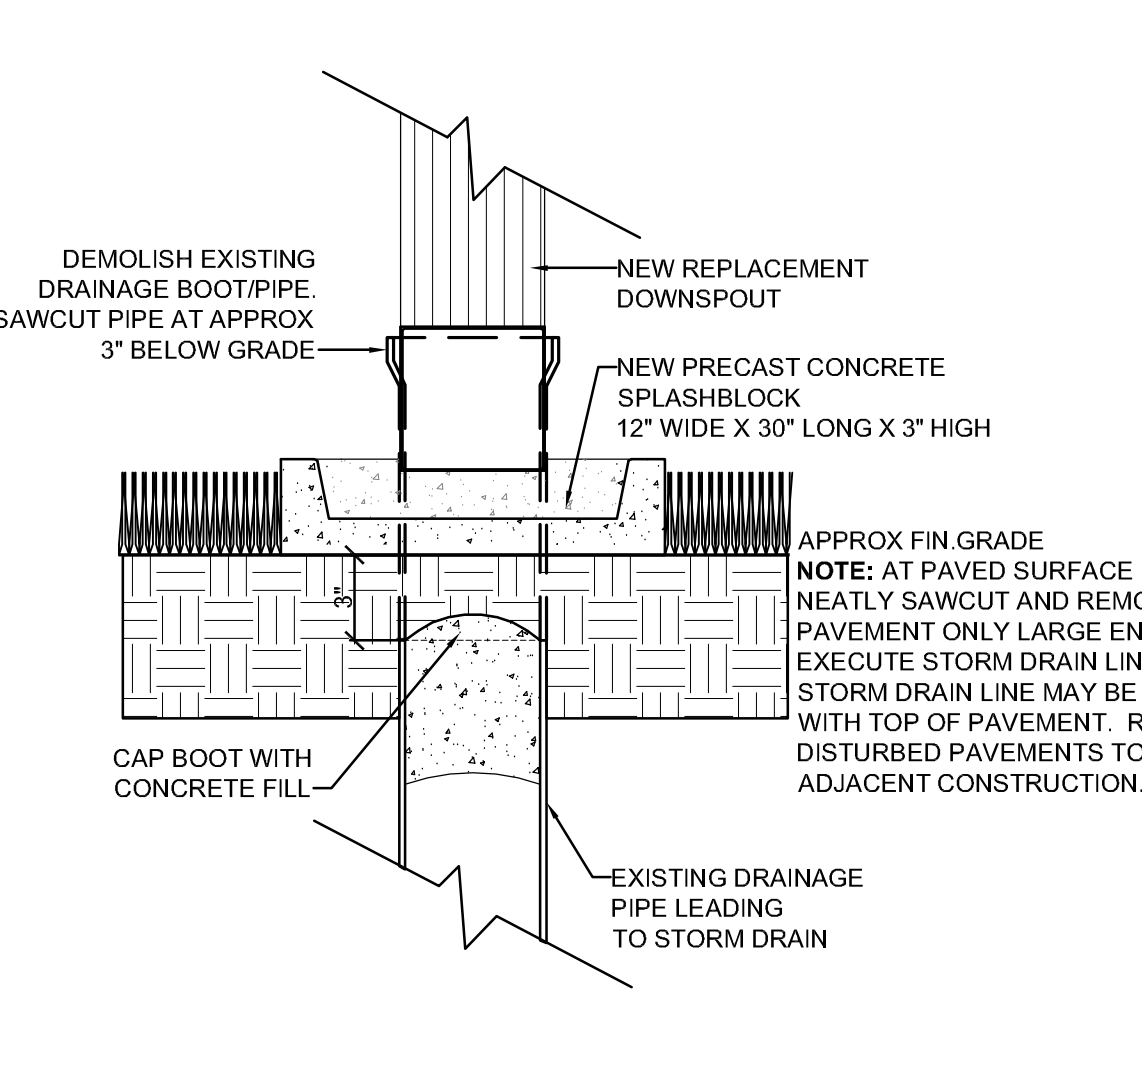 DEMOLISH EXISTING
DRAINAGE BOOT/PIPE.
SAWCUT PIPE AT APPROX
3" BELOW GRADE
NEW REPLACEMENT
DOWNSPOUT
NEW PRECAST CONCRETE
SPLASHBLOCK
12" WIDE X 30" LONG X 3" HIGH
3"
APPROX FIN.GRADE
NOTE: AT PAVED SURFACE
NEATLY SAWCUT AND
PAVEMENT ONLY LARGE
EXECUTE STORM DRAIN
STORM DRAIN LINE MAY BE
WITH TOP OF PAVEMENT.
DISTURBED PAVEMENTS TO
ADJACENT CONSTRUCTION.
CAP BOOT WITH
CONCRETE FILL
EXISTING DRAINAGE
PIPE LEADING
TO STORM DRAIN